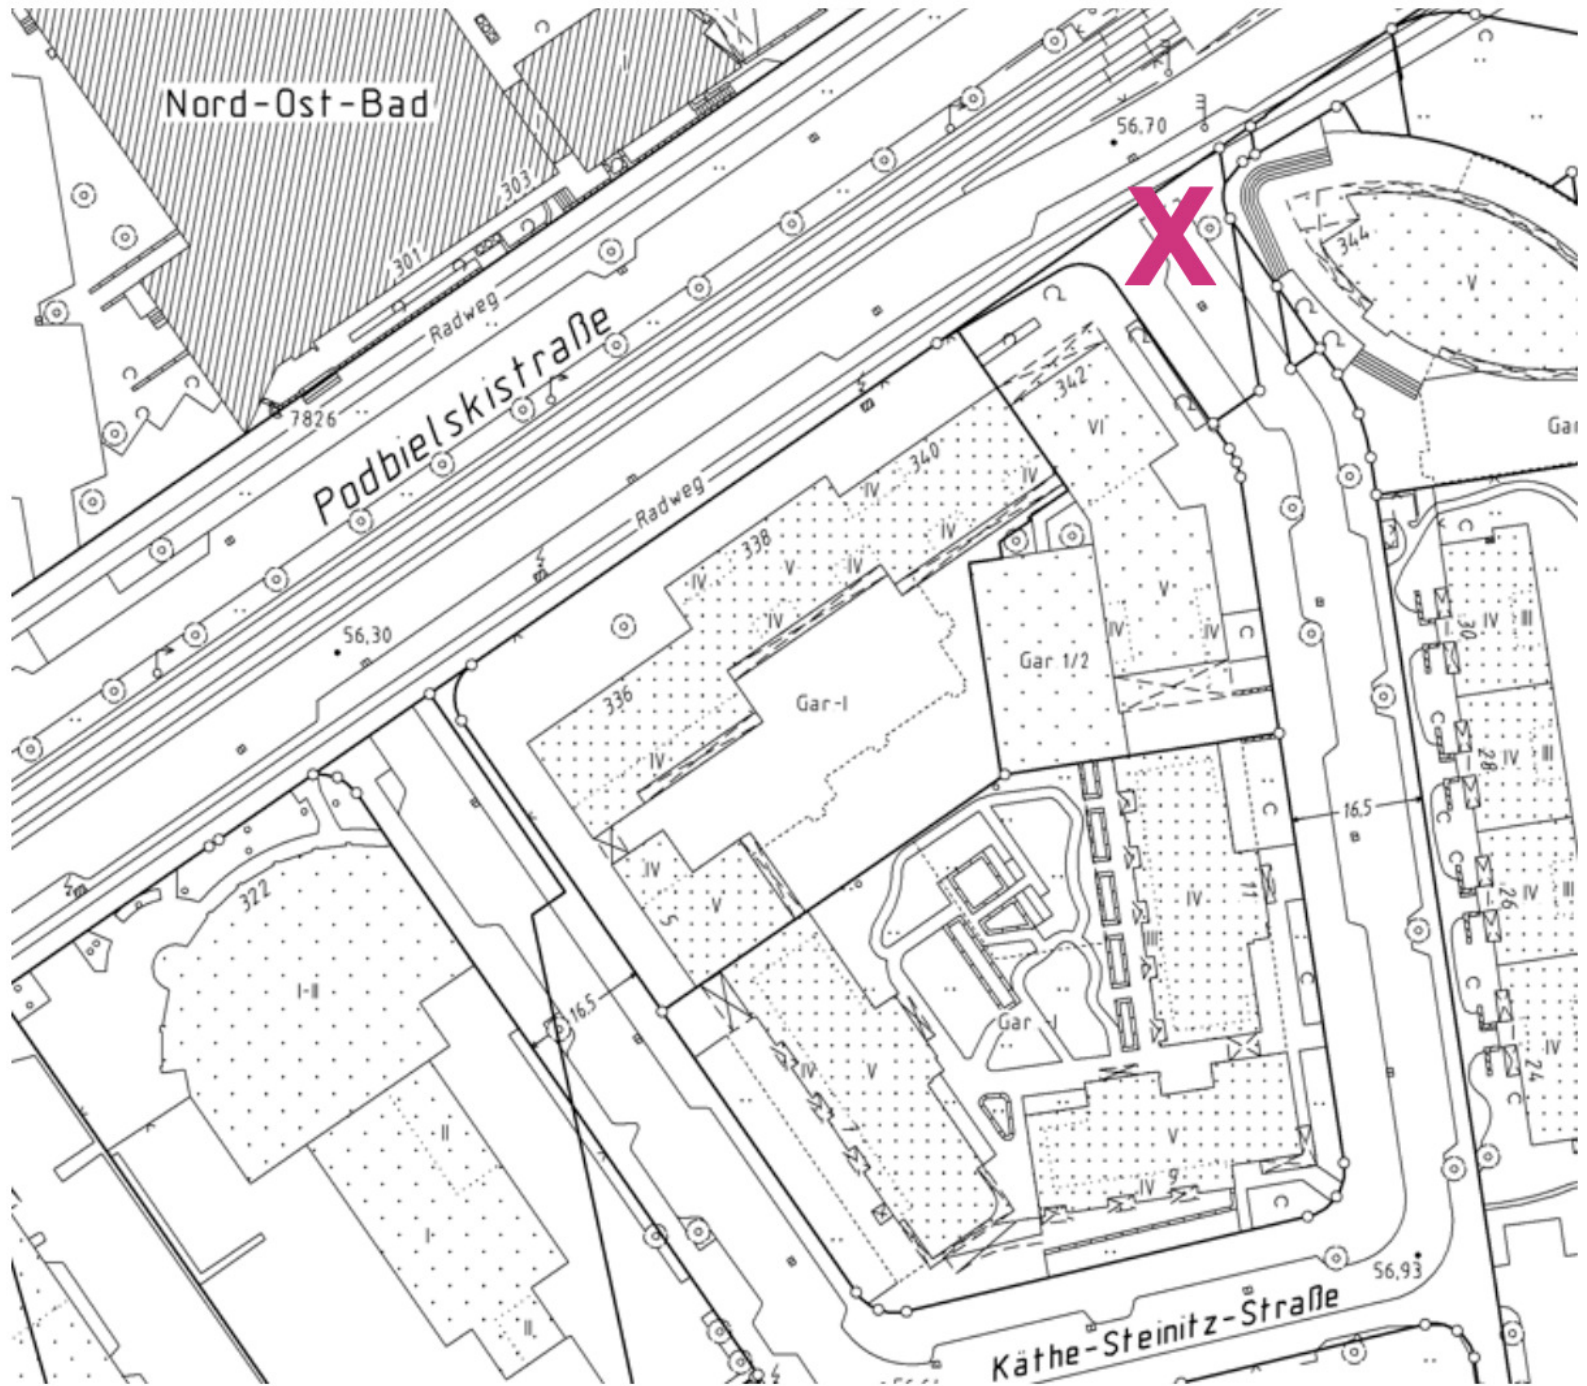 Nord-Ost-Bad
I
56,70
303
301
344
V
Radweg
Podbielskistraße
7826
342
VI
Gar
340
IV
IV
Radweg
338
IV
V
IV
IV
IV
56,30
V
IV
IV
Gar 1/2
30
IV
III
336
Gar-I
IV
28
IV
III
16,5
322
IV
V
5
IV
11
III
26
IV
III
I-II
16,5
Gar-I
IV
V
7
IV
24
II
V
I
IV
9
II
56,93
Käthe-Steinitz-Straße
X